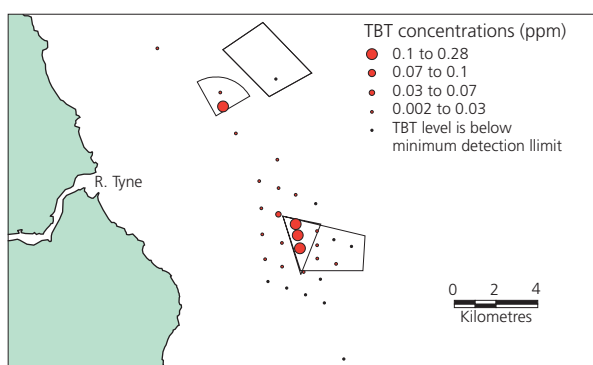 TBT concentrations (ppm)
0.1 to 0.28
0.07 to 0.1
0.03 to 0.07
0.002 to 0.03
TBT level is below
minimum detection llimit
R. Tyne
0 2 4
Kilometres